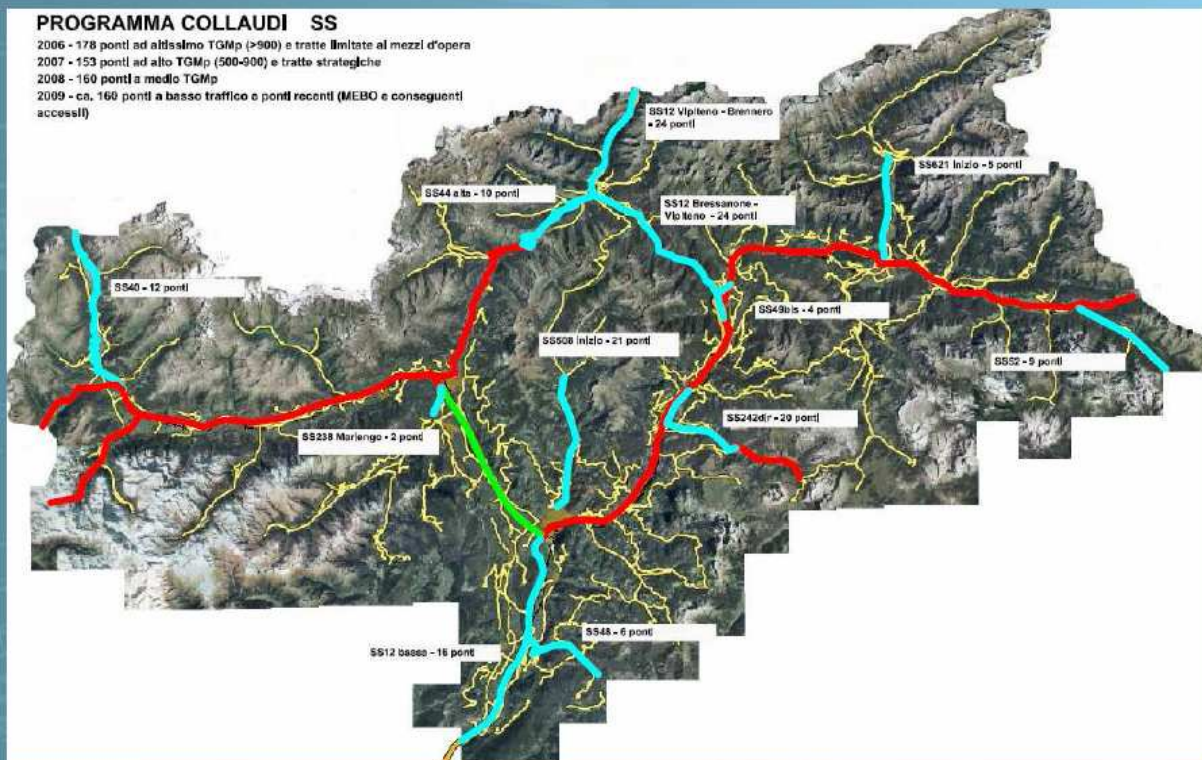 PROGRAMMA COLLAUDI SS
2006 - 178 ponti ad altissimo TGMp (>900) e tratte limitate ai mezzi d'opera
2007 - 153 ponti ad alto TGMp (500-900) e tratte strategiche
2008 - 160 ponti a medio TGMp
2009 - ca. 160 ponti a basso traffico e ponti recenti (MEBO e conseguenti
accessi)
SS12 Vipiteno - Brennero
- 24 ponti
SS621 inizio - 5 ponti
SS44 alta - 10 ponti
SS12 Bressanone -
Vipiteno - 24 ponti
SS40 - 12 ponti
SS49bis - 4 ponti
SS508 inizio - 21 ponti
SS52 - 9 ponti
SS242dir - 20 ponti
SS238 Marlengo - 2 ponti
SS48 - 6 ponti
SS12 bassa - 16 ponti